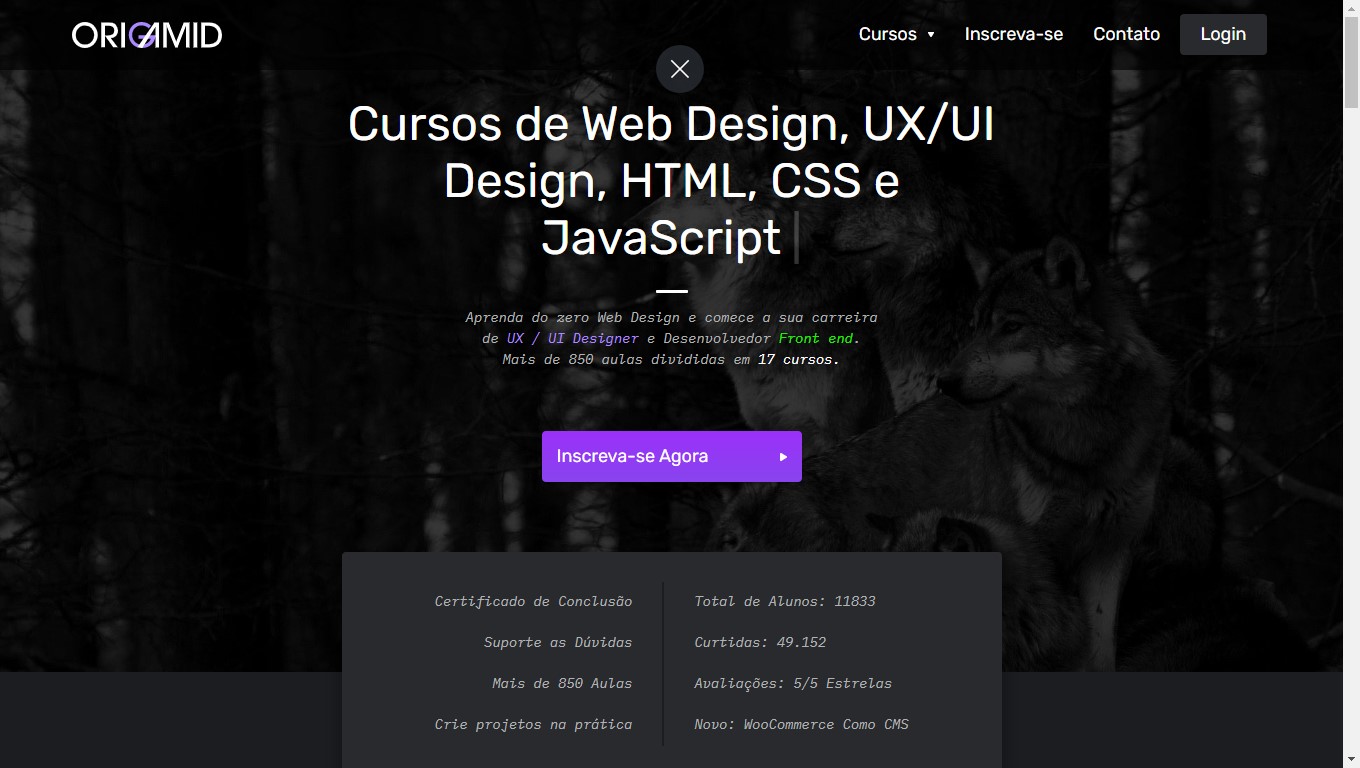 ORIGAMID
Cursos
Inscreva-se
Contato
Login
Cursos de Web Design, UX/UI
Design, HTML, CSS e
JavaScript
Aprenda do zero Web Design e comece a sua carreira
de UX / UI Designer e Desenvolvedor Front end.
Mais de 850 aulas divididas em 17 cursos.
Inscreva-se Agora
Certificado de Conclusão
Suporte as Dúvidas
Mais de 850 Aulas
Crie projetos na prática
Total de Alunos: 11833
Curtidas: 49.152
Avaliações: 5/5 Estrelas
Novo: WooCommerce Como CMS